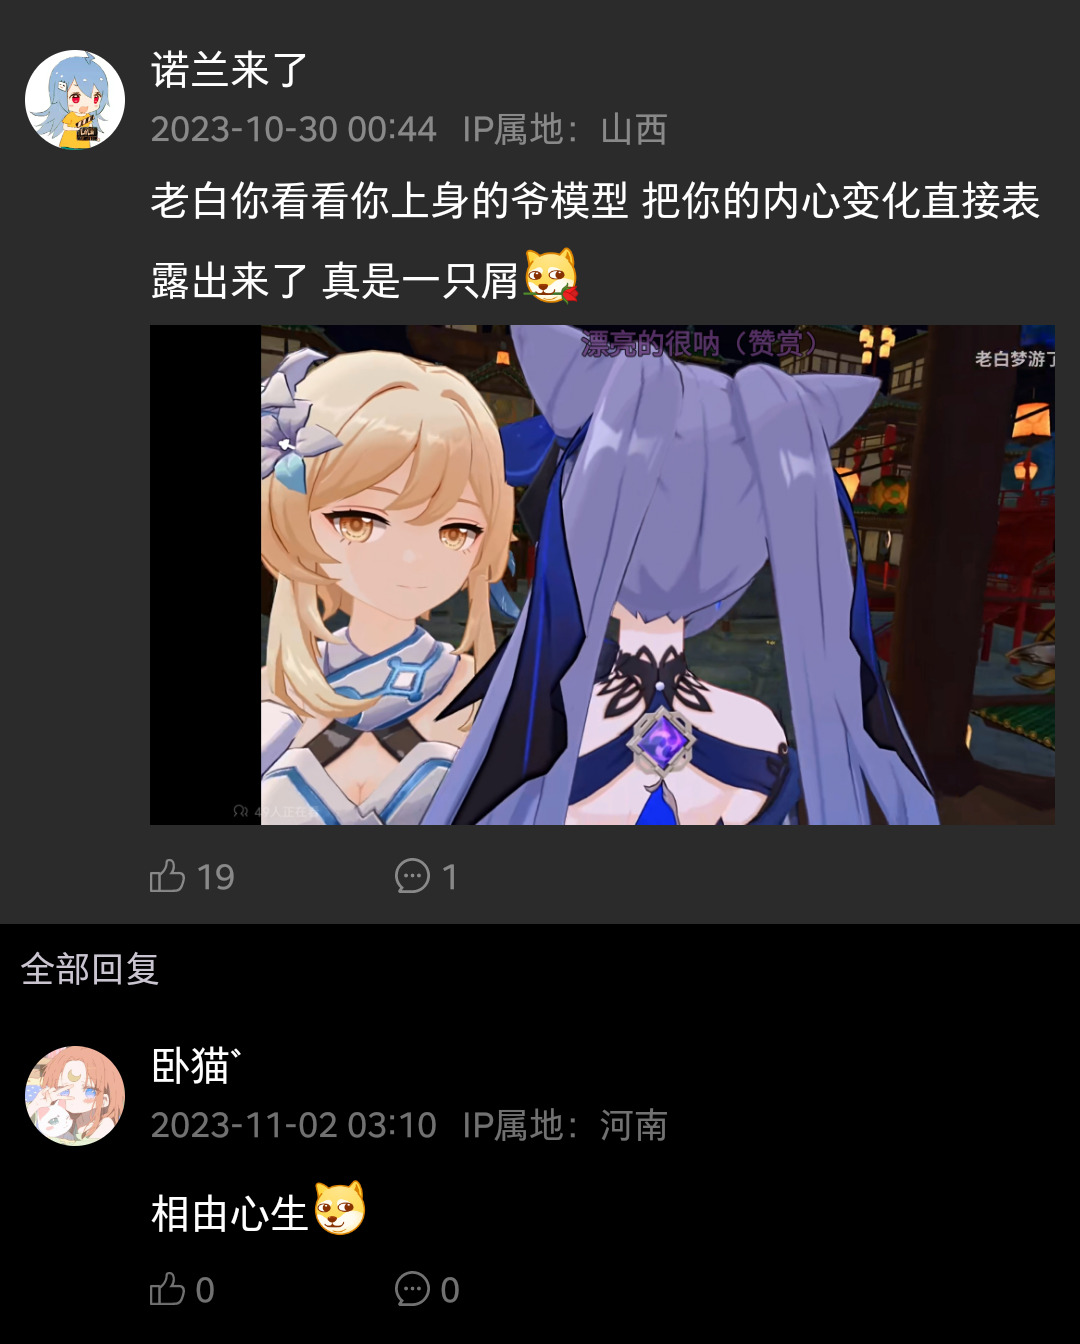 诺兰来了
2023-10-30 00:44 IP属地：山西
老白你看看你上身的爷模型 把你的内心变化直接表
露出来了 真是一只屑
漂亮的很呐（赞赏）
老白梦游了
19
1
全部回复
卧猫ﾞ
2023-11-02 03:10 IP属地：河南
相由心生
0
0